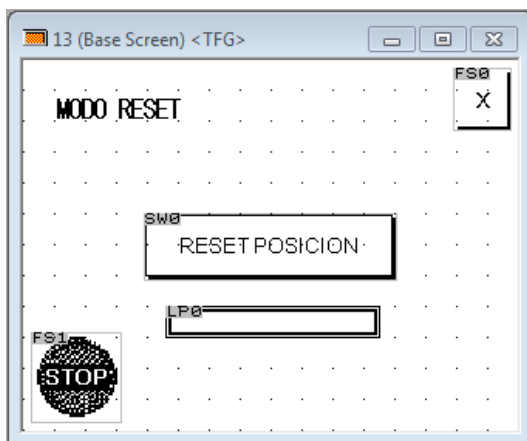 13 (Base Screen) <TFG>
FS0
X
MODO RESET
SW0
RESET POSICION
LP0
FS1
STOP